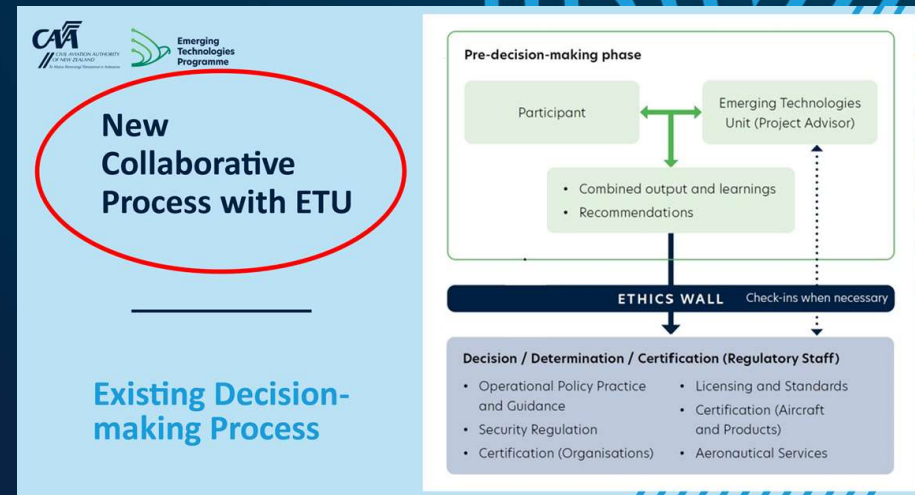 CAA
CIVIL AVIATION AUTHORITY
OF NEW ZEALAND
Emerging
Technologies
Programme
New
Collaborative
Process with ETU
Existing Decision-
making Process
Pre-decision-making phase
Participant
Emerging Technologies
Unit (Project Advisor)
• Combined output and learnings
• Recommendations
ETHICS WALL
Check-ins when necessary
Decision / Determination / Certification (Regulatory Staff)
• Operational Policy Practice
and Guidance
• Security Regulation
• Certification (Organisations)
• Licensing and Standards
• Certification (Aircraft
and Products)
• Aeronautical Services